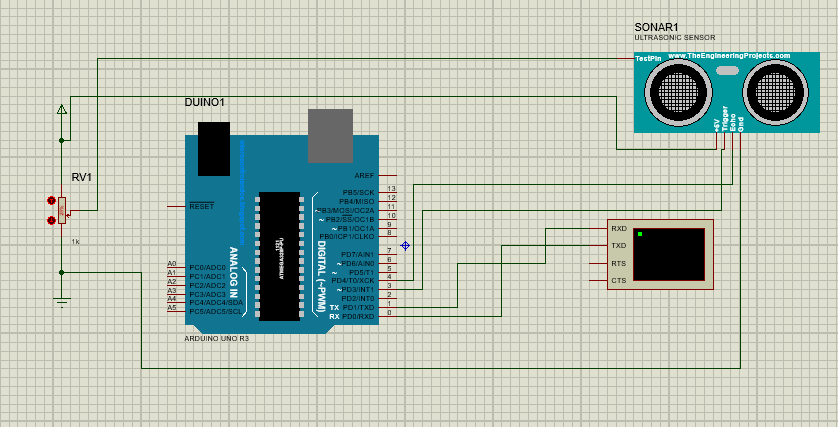 SONAR1
ULTRASONIC SENSOR
www.TheEngineeringProjects.com
TestPin
+5V
Trigger
Echo
Gnd
DUINO1
RV1
1k
RESET
AREF
13
PB5/SCK
12
PB4/MISO
11
~PB3/MOSI/OC2A
10
~ PB2/SS/OC1B
9
~ PB1/OC1A
8
PB0/ICP1/CLKO
7
PD7/AIN1
6
~ PD6/AIN0
5
~ PD5/T1
4
PD4/T0/XCK
3
~ PD3/INT1
2
PD2/INT0
1
TX PD1/TXD
0
RX PD0/RXD
A0 PC0/ADC0
A1 PC1/ADC1
A2 PC2/ADC2
A3 PC3/ADC3
A4 PC4/ADC4/SDA
A5 PC5/ADC5/SCL
ANALOG IN
DIGITAL (~PWM)
ARDUINO UNO R3
RXD
TXD
RTS
CTS